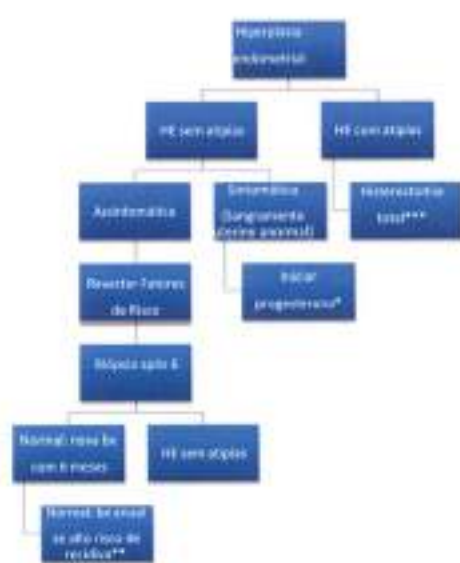 Hiperplasia
endometrial
HE sem atipias
HE com atipias
Assintomática
Sintomática
(Sangramento
uterino anormal)
Histerectomia
total***
Reverter Fatores
de Risco
Iniciar
progesterona*
Biópsia após 6
Normal: nova bx
com 6 meses
HE sem atipias
Normal: bx anual
se alto risco de
recidiva**